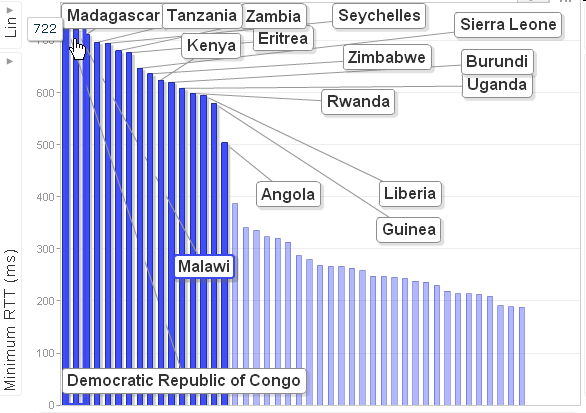 Lin
Madagascar
Tanzania
Zambia
Seychelles
722
Sierra Leone
Kenya
Eritrea
Zimbabwe
Burundi
Uganda
600
Rwanda
500
Angola
Liberia
400
Guinea
300
Malawi
Minimum RTT (ms)
200
100
Democratic Republic of Congo
0